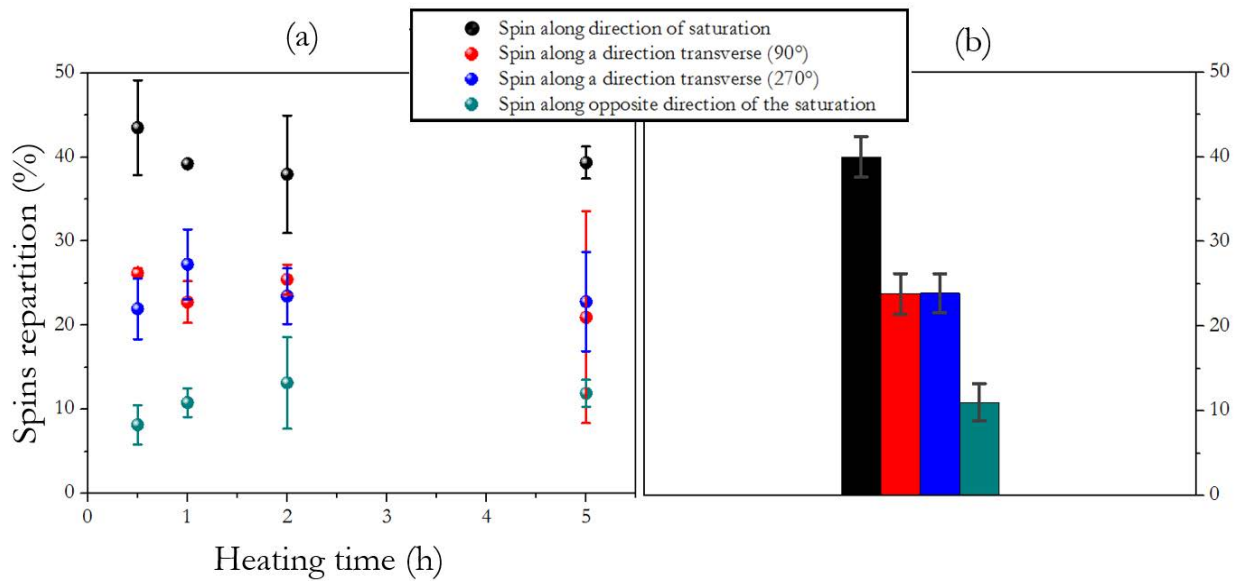 (a)
(b)
Spin along direction of saturation
Spin along a direction transverse (90°)
Spin along a direction transverse (270°)
Spin along opposite direction of the saturation
Spins repartition (%)
50
40
30
20
10
0
0
1
2
3
4
5
Heating time (h)
50
40
30
20
10
0